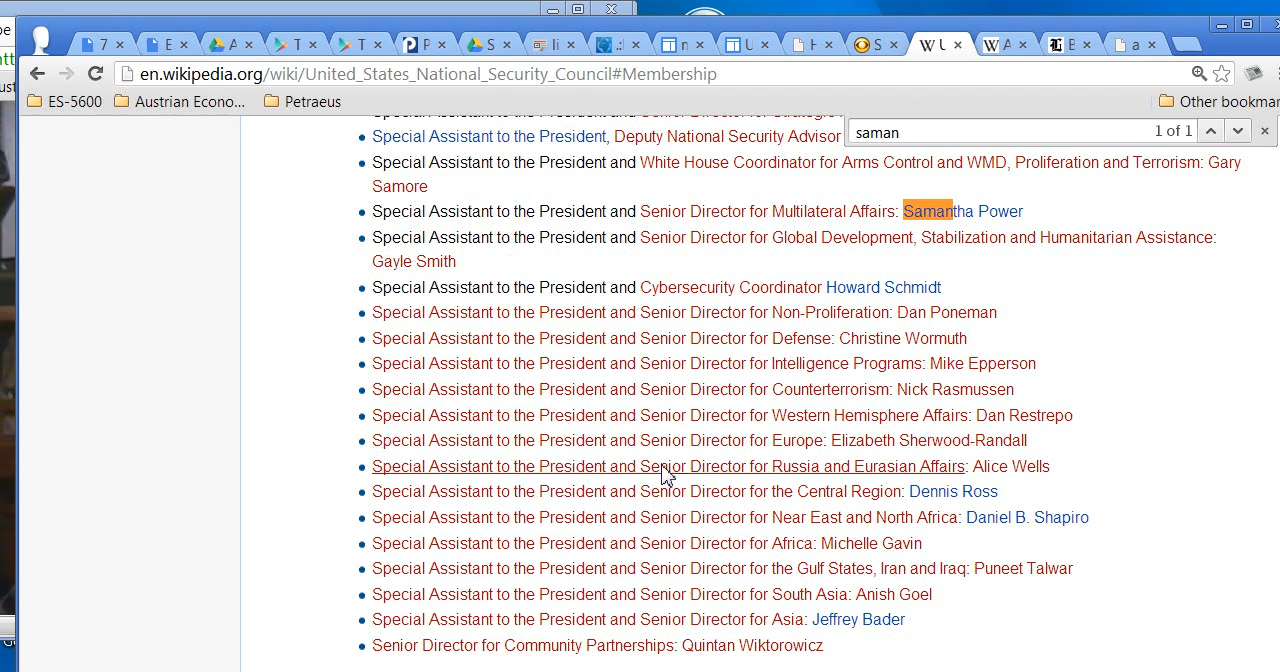 7
E
A
T
T
P
S
li
.:
n
U
H
S
W U
W A
L B
a
en.wikipedia.org/wiki/United_States_National_Security_Council#Membership
ES-5600
Austrian Econo...
Petraeus
Other bookmar
saman
1 of 1
Special Assistant to the President and Senior Director for Strategic
Special Assistant to the President, Deputy National Security Advisor
Special Assistant to the President and White House Coordinator for Arms Control and WMD, Proliferation and Terrorism: Gary
Samore
Special Assistant to the President and Senior Director for Multilateral Affairs: Samantha Power
Special Assistant to the President and Senior Director for Global Development, Stabilization and Humanitarian Assistance:
Gayle Smith
Special Assistant to the President and Cybersecurity Coordinator Howard Schmidt
Special Assistant to the President and Senior Director for Non-Proliferation: Dan Poneman
Special Assistant to the President and Senior Director for Defense: Christine Wormuth
Special Assistant to the President and Senior Director for Intelligence Programs: Mike Epperson
Special Assistant to the President and Senior Director for Counterterrorism: Nick Rasmussen
Special Assistant to the President and Senior Director for Western Hemisphere Affairs: Dan Restrepo
Special Assistant to the President and Senior Director for Europe: Elizabeth Sherwood-Randall
Special Assistant to the President and Senior Director for Russia and Eurasian Affairs: Alice Wells
Special Assistant to the President and Senior Director for the Central Region: Dennis Ross
Special Assistant to the President and Senior Director for Near East and North Africa: Daniel B. Shapiro
Special Assistant to the President and Senior Director for Africa: Michelle Gavin
Special Assistant to the President and Senior Director for the Gulf States, Iran and Iraq: Puneet Talwar
Special Assistant to the President and Senior Director for South Asia: Anish Goel
Special Assistant to the President and Senior Director for Asia: Jeffrey Bader
Senior Director for Community Partnerships: Quintan Wiktorowicz